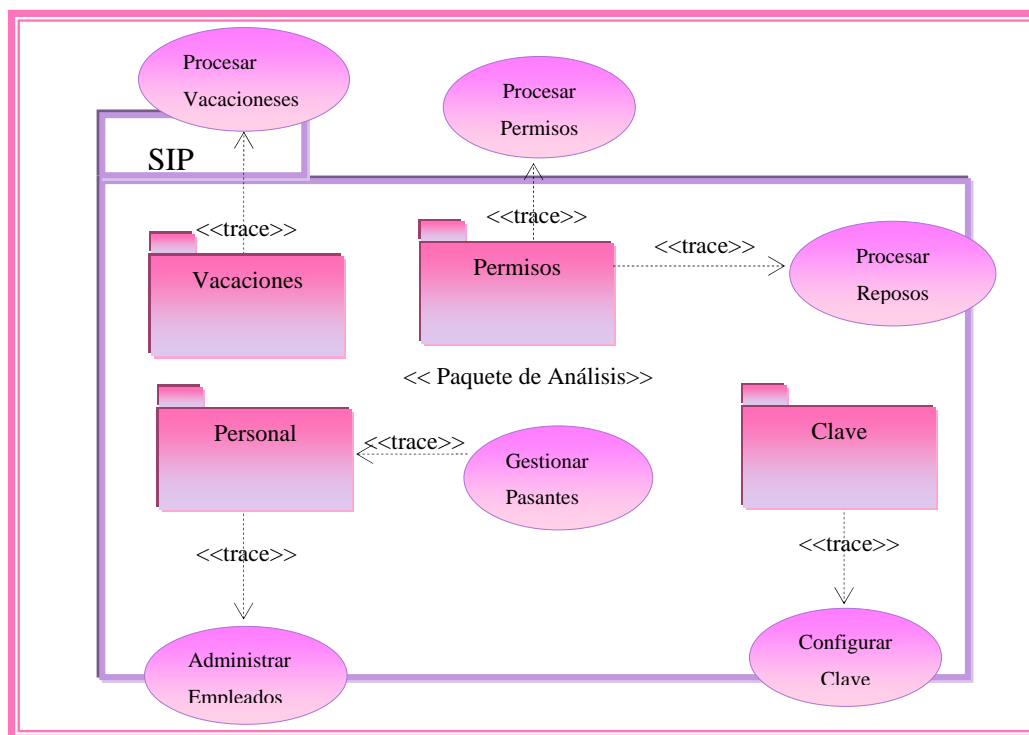 Procesar
Vacacioneses
Procesar
Permisos
SIP
<<trace>>
<<trace>>
<<trace>>
Vacaciones
Permisos
Procesar
Reposos
<< Paquete de Análisis>>
Personal
<<trace>>
Gestionar
Pasantes
Clave
<<trace>>
<<trace>>
Administrar
Empleados
Configurar
Clave